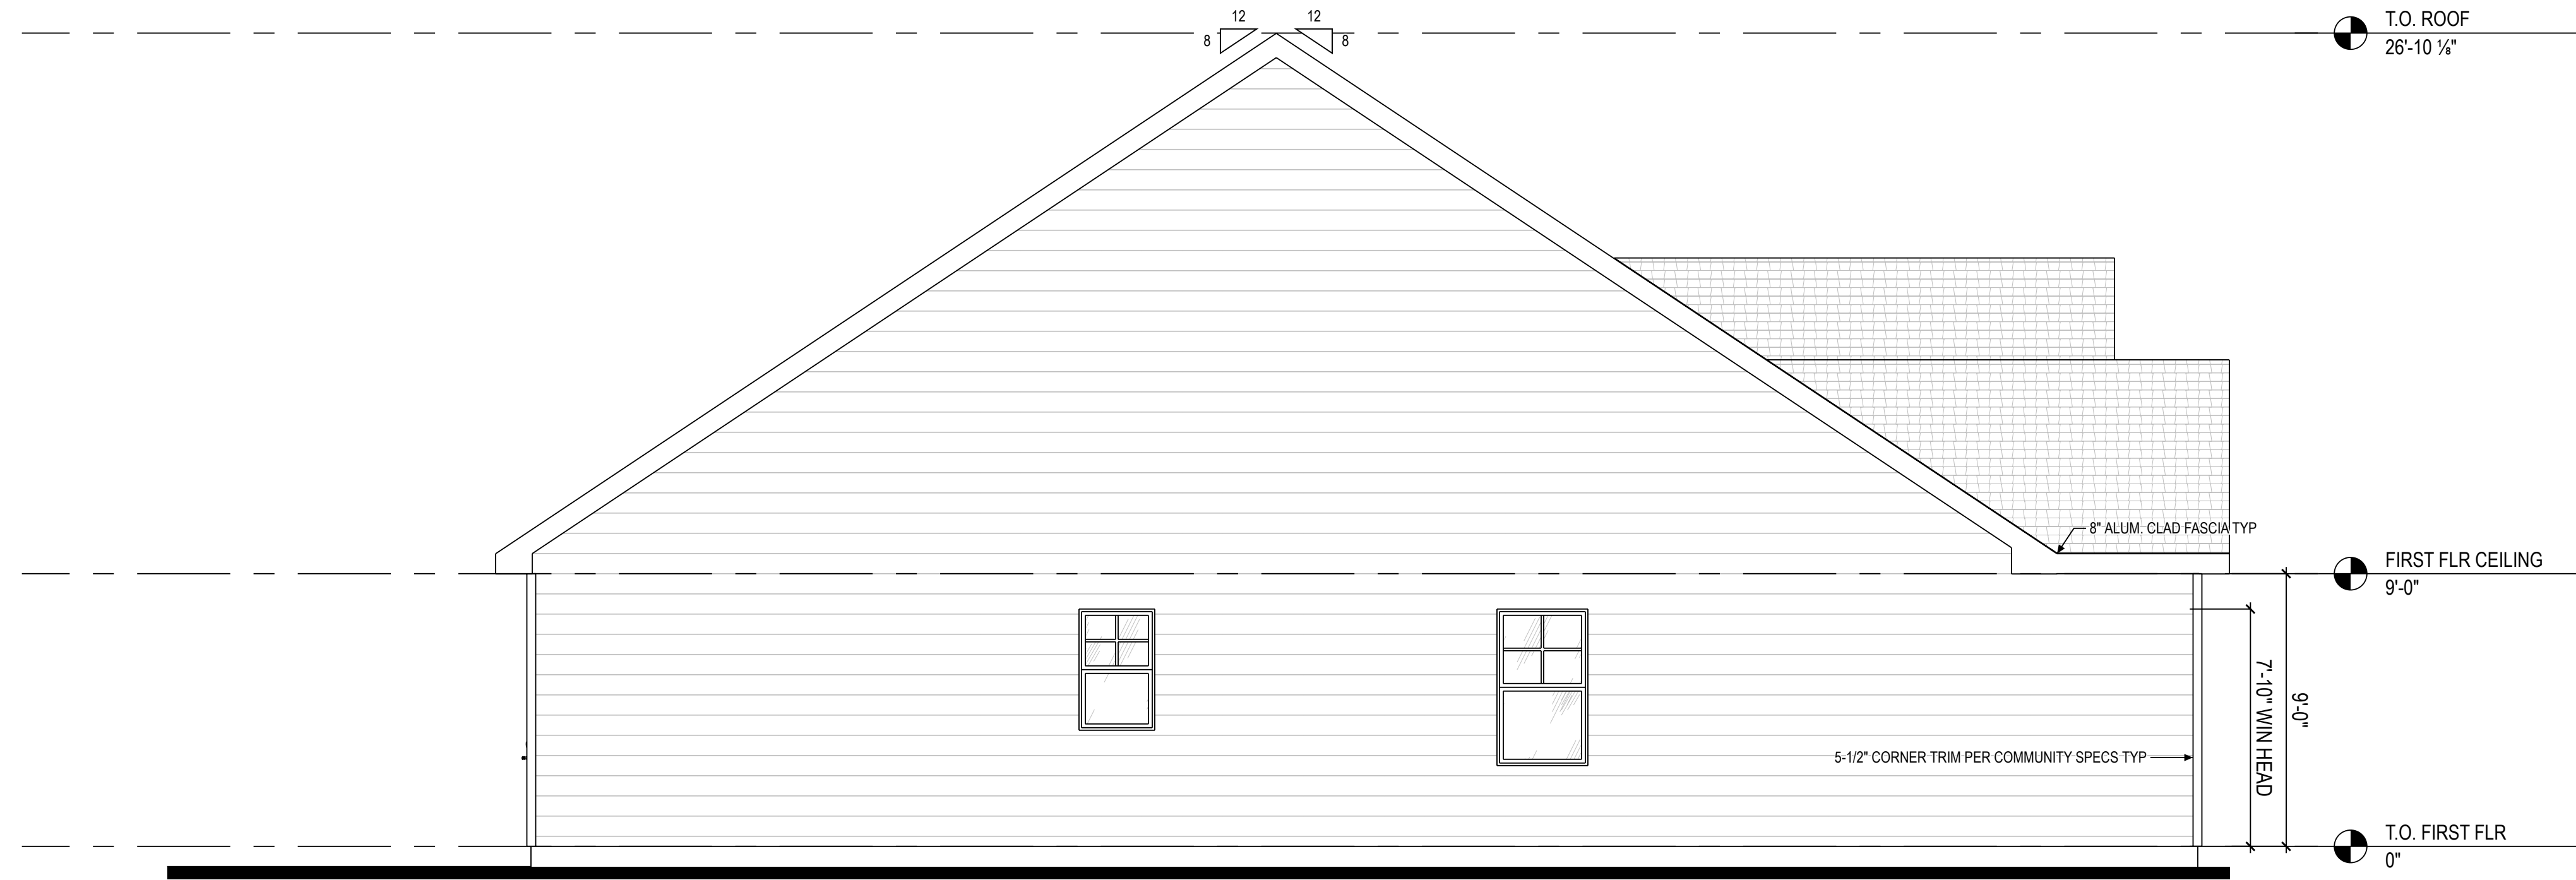 12
12
8
8
T.O. ROOF
26'-10 ⅛"
8" ALUM. CLAD FASCIA TYP
FIRST FLR CEILING
9'-0"
7'-10" WIN HEAD
9'-0"
5-1/2" CORNER TRIM PER COMMUNITY SPECS TYP
T.O. FIRST FLR
0"